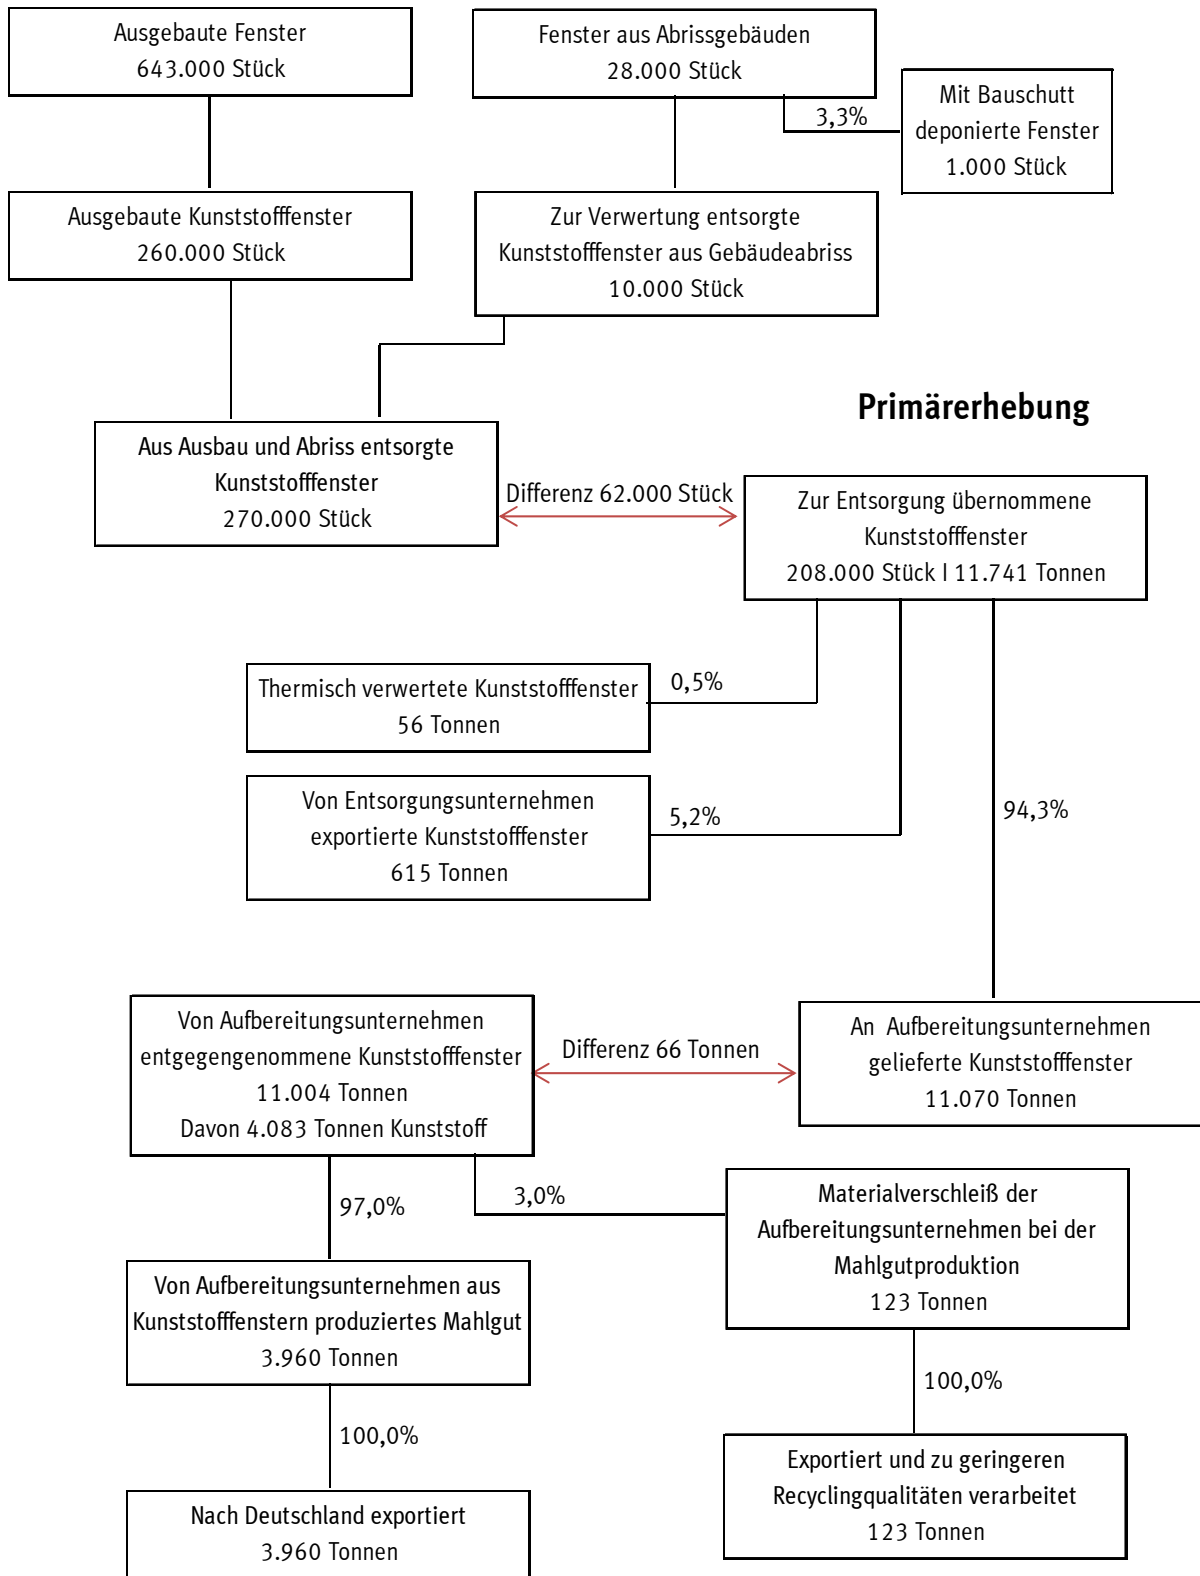 Ausgebaute Fenster
643.000 Stück
Fenster aus Abrissgebäuden
28.000 Stück
3,3%
Mit Bauschutt
deponierte Fenster
1.000 Stück
Ausgebaute Kunststofffenster
260.000 Stück
Zur Verwertung entsorgte
Kunststofffenster aus Gebäudeabriss
10.000 Stück
Primärerhebung
Aus Ausbau und Abriss entsorgte
Kunststofffenster
270.000 Stück
Differenz 62.000 Stück
Zur Entsorgung übernommene
Kunststofffenster
208.000 Stück I 11.741 Tonnen
Thermisch verwertete Kunststofffenster
56 Tonnen
0,5%
Von Entsorgungsunternehmen
exportierte Kunststofffenster
615 Tonnen
5,2%
94,3%
Von Aufbereitungsunternehmen
entgegengenommene Kunststofffenster
11.004 Tonnen
Davon 4.083 Tonnen Kunststoff
Differenz 66 Tonnen
An Aufbereitungsunternehmen
gelieferte Kunststofffenster
11.070 Tonnen
97,0%
3,0%
Materialverschleiß der
Aufbereitungsunternehmen bei der
Mahlgutproduktion
123 Tonnen
Von Aufbereitungsunternehmen aus
Kunststofffenstern produziertes Mahlgut
3.960 Tonnen
100,0%
100,0%
Nach Deutschland exportiert
3.960 Tonnen
Exportiert und zu geringeren
Recyclingqualitäten verarbeitet
123 Tonnen